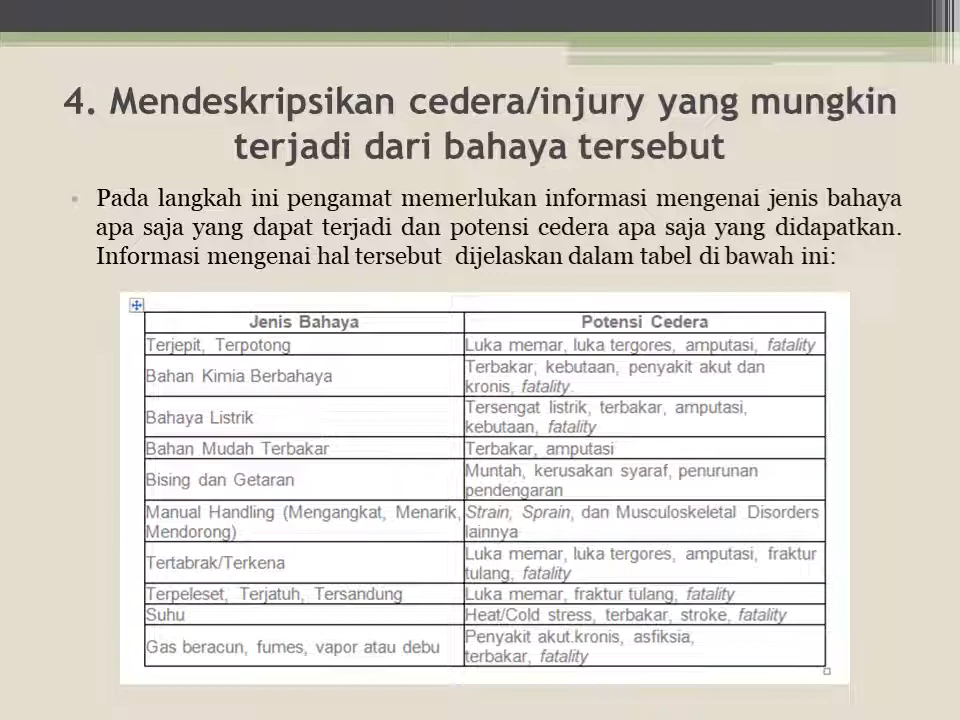 4. Mendeskripsikan cedera/injury yang mungkin
terjadi dari bahaya tersebut
Pada langkah ini pengamat memerlukan informasi mengenai jenis bahaya
apa saja yang dapat terjadi dan potensi cedera apa saja yang didapatkan.
Informasi mengenai hal tersebut dijelaskan dalam tabel di bawah ini:
Jenis Bahaya Potensi Cedera
Terjepit, Terpotong Luka memar, luka tergores, amputasi, fatality
Bahan Kimia Berbahaya Terbakar, kebutaan, penyakit akut dan
kronis, fatality.
Bahaya Listrik Tersengat listrik, terbakar, amputasi,
kebutaan, fatality
Bahan Mudah Terbakar Terbakar, amputasi
Bising dan Getaran Muntah, kerusakan syaraf, penurunan
pendengaran
Manual Handling (Mengangkat, Menarik, Strain, Sprain, dan Musculoskeletal Disorders
Mendorong) lainnya
Tertabrak/Terkena Luka memar, luka tergores, amputasi, fraktur
tulang, fatality
Terpeleset, Terjatuh, Tersandung Luka memar, fraktur tulang, fatality
Suhu Heat/Cold stress, terbakar, stroke, fatality
Gas beracun, fumes, vapor atau debu Penyakit akut.kronis, asfiksia,
terbakar, fatality